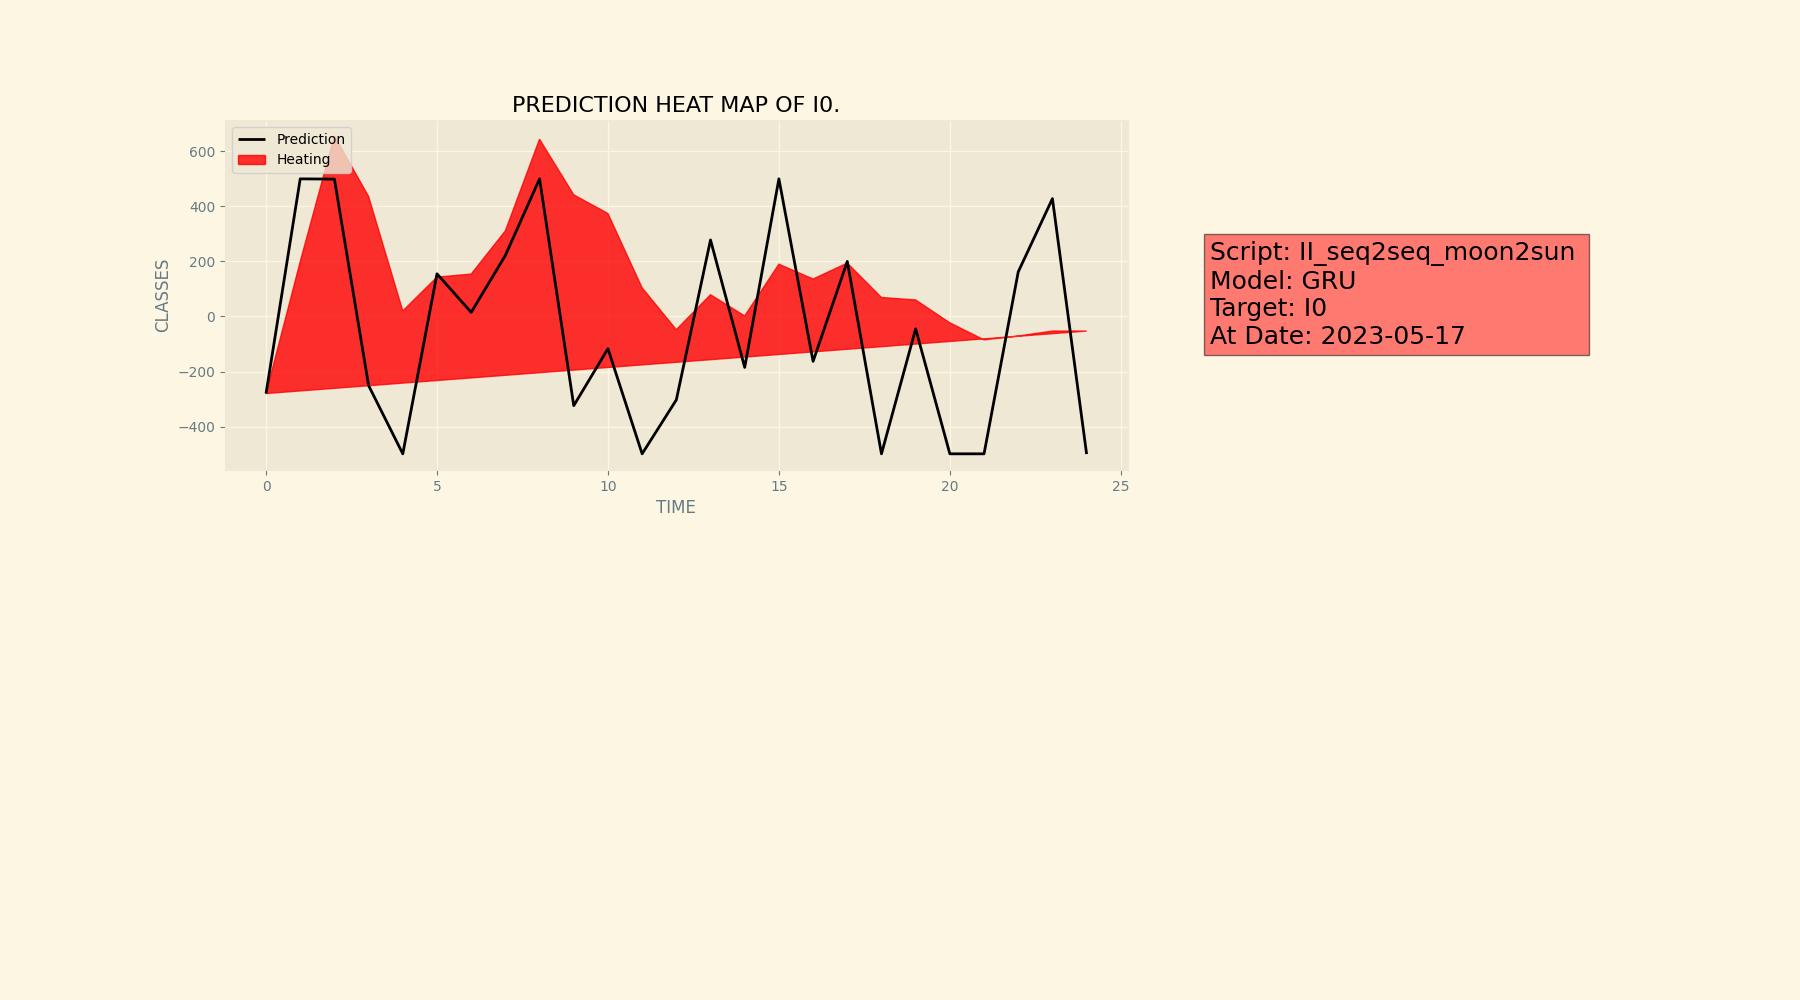 PREDICTION HEAT MAP OF I0.
Prediction
Heating
600
400
200
0
−200
−400
CLASSES
0 5 10 15 20 25
TIME
Script: II_seq2seq_moon2sun
Model: GRU
Target: I0
At Date: 2023-05-17